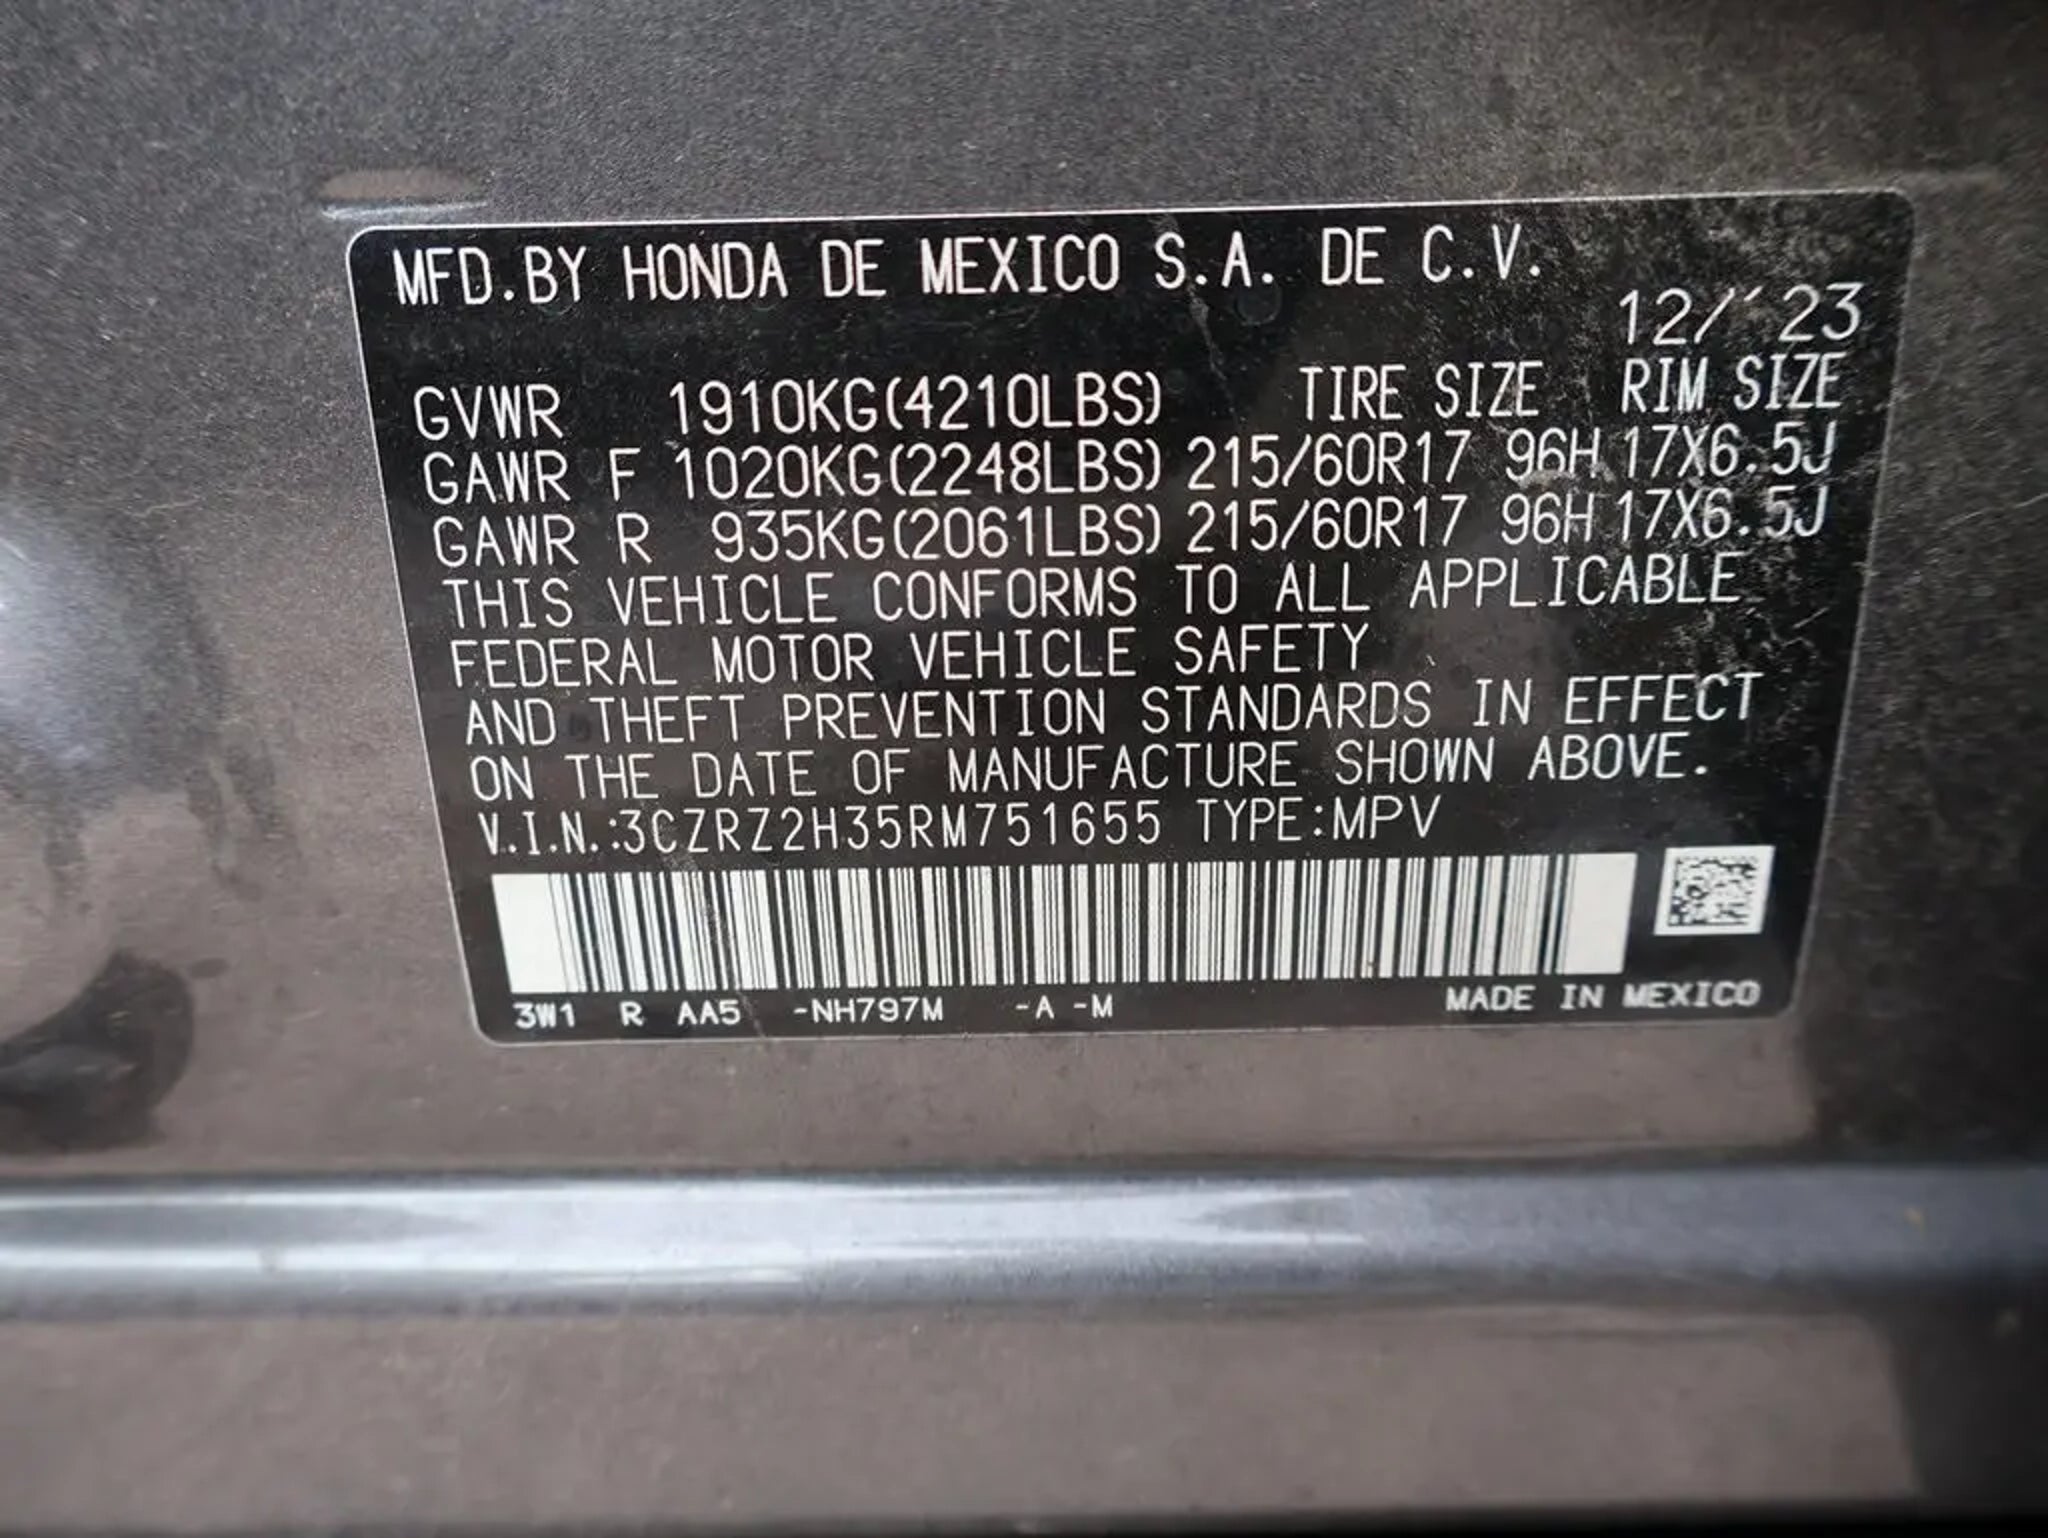 MFD.BY HONDA DE MEXICO S.A. DE C.V.
12/´23
GVWR 1910KG(4210LBS) TIRE SIZE RIM SIZE
GAWR F 1020KG(2248LBS) 215/60R17 96H 17X6.5J
GAWR R 935KG(2061LBS) 215/60R17 96H 17X6.5J
THIS VEHICLE CONFORMS TO ALL APPLICABLE
FEDERAL MOTOR VEHICLE SAFETY
AND THEFT PREVENTION STANDARDS IN EFFECT
ON THE DATE OF MANUFACTURE SHOWN ABOVE.
V.I.N.:3CZRZ2H35RM751655 TYPE:MPV
3W1 R AA5 -NH797M -A -M MADE IN MEXICO